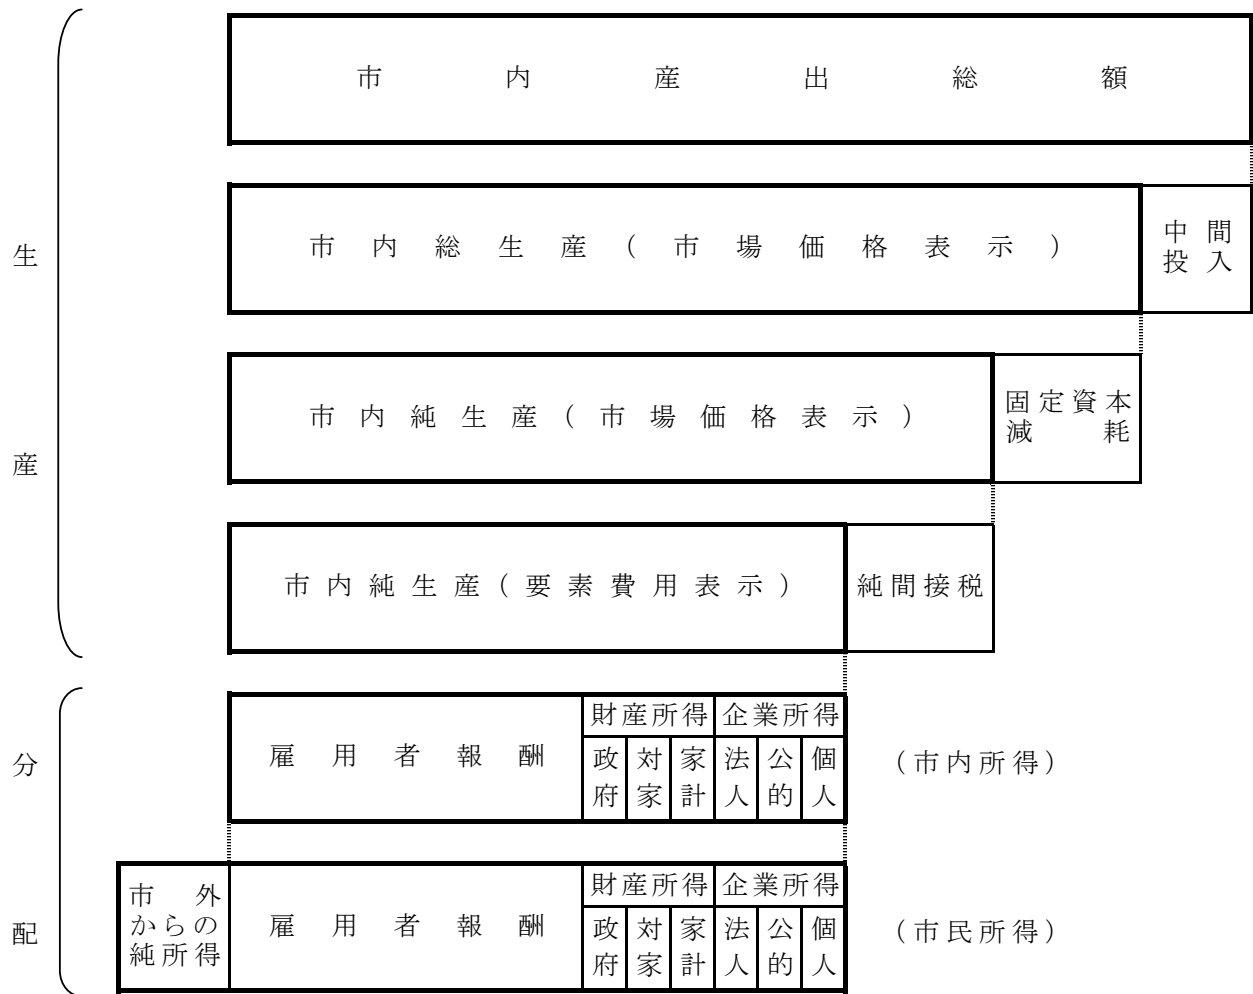 市内産出総額
生
市内総生産(市場価格表示)
中間
投入
市内純生産(市場価格表示)
固定資本
減耗
産
市内純生産(要素費用表示)
純間接税
分
雇用者報酬
財産所得
企業所得
政府
対家
家計
法人
公的
個人
(市内所得)
配
市外
からの
純所得
雇用者報酬
財産所得
企業所得
政府
対家
家計
法人
公的
個人
(市民所得)